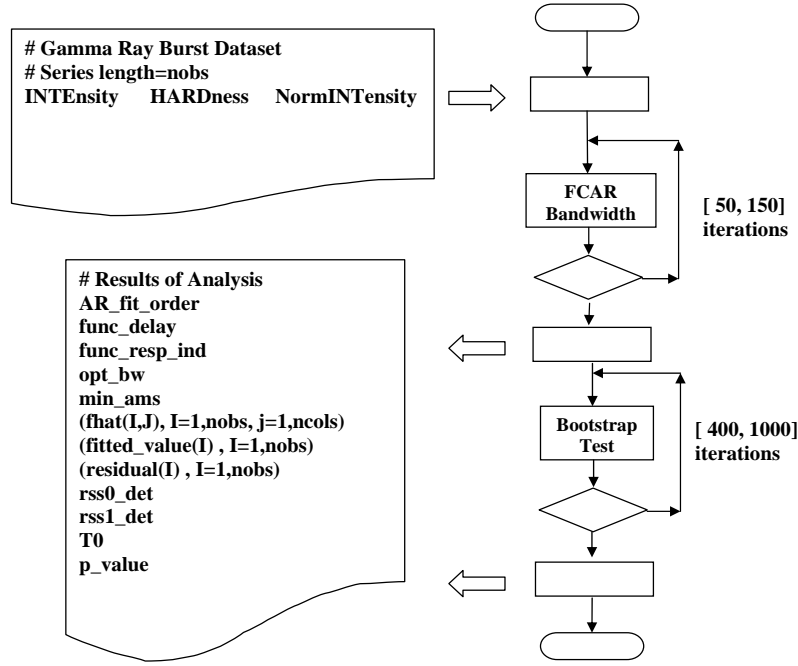 # Gamma Ray Burst Dataset
# Series length=nobs
INTEnsity HARDness NormINTensity
FCAR
Bandwidth
[ 50, 150]
iterations
# Results of Analysis
AR_fit_order
func_delay
func_resp_ind
opt_bw
min_ams
(fhat(I,J), I=1,nobs, j=1,ncols)
(fitted_value(I) , I=1,nobs)
(residual(I) , I=1,nobs)
rss0_det
rss1_det
T0
p_value
Bootstrap
Test
[ 400, 1000]
iterations